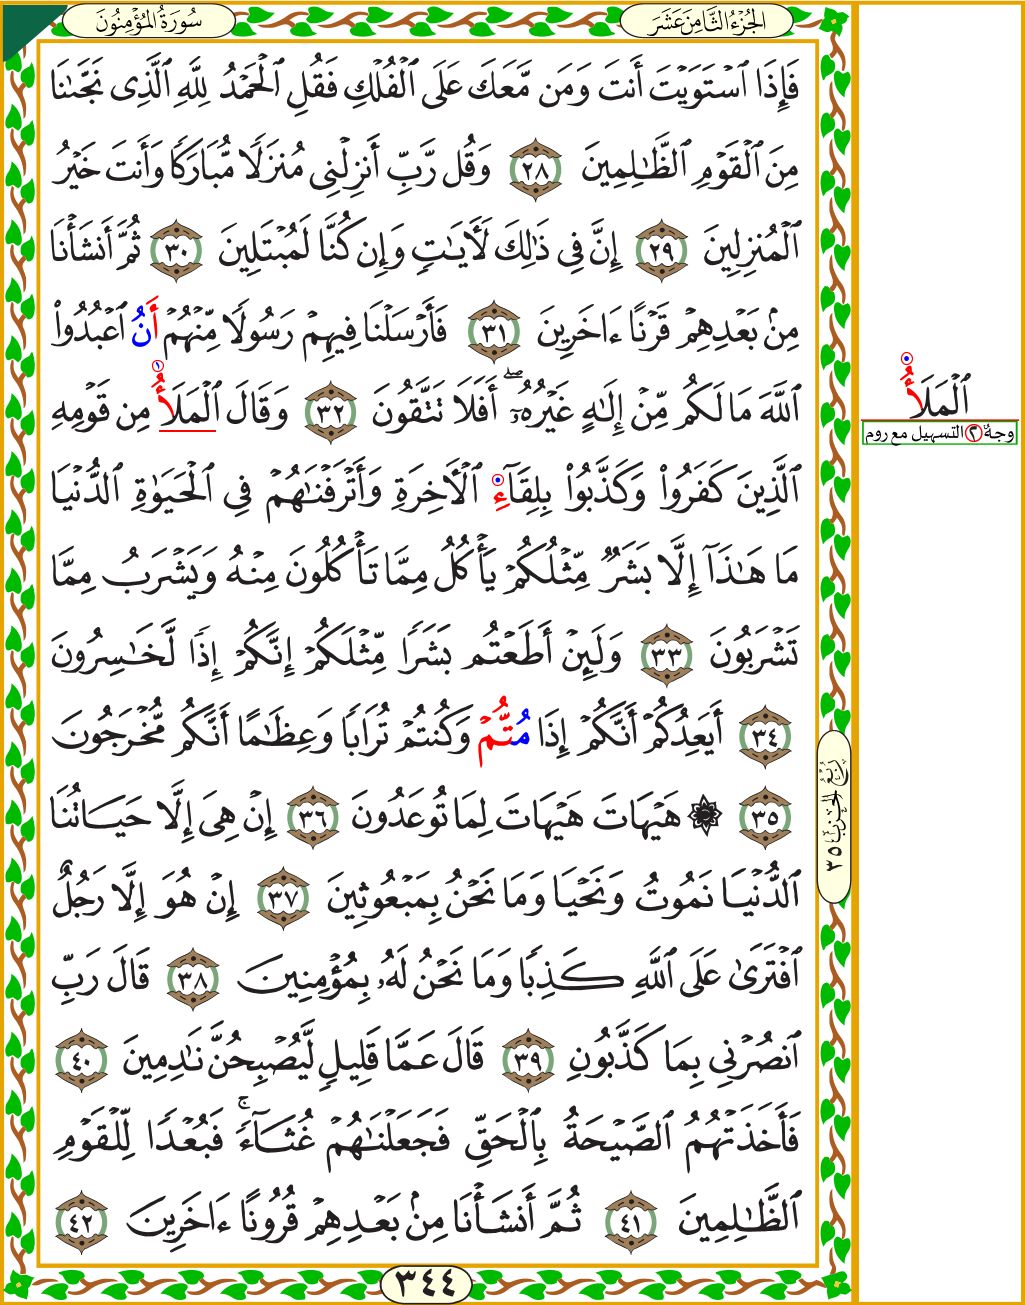 سُورَةُ المُؤْمِنُون
الجُزْءُ الثَّامِنَ عَشَرَ
فَإِذَا ٱسْتَوَيْتَ أَنتَ وَمَن مَّعَكَ عَلَى ٱلْفُلْكِ فَقُلِ ٱلْحَمْدُ لِلَّهِ ٱلَّذِى نَجَّىٰنَا
مِنَ ٱلْقَوْمِ ٱلظَّـٰلِمِينَ ٢٨ وَقُل رَّبِّ أَنزِلْنِى مُنزَلًا مُّبَارَكًا وَأَنتَ خَيْرُ
ٱلْمُنزِلِينَ ٢٩ إِنَّ فِى ذَٰلِكَ لَأَيَـٰتٍ وَإِن كُنَّا لَمُبْتَلِينَ ٣٠ ثُمَّ أَنشَأْنَا
مِنۢ بَعْدِهِمْ قَرْنًا ءَاخَرِينَ ٣١ فَأَرْسَلْنَا فِيهِمْ رَسُولًا مِّنْهُمْ أَنُ ٱعْبُدُوا۟
ٱللَّهَ مَا لَكُم مِّنْ إِلَـٰهٍ غَيْرُهُۥٓ ۖ أَفَلَا تَتَّقُونَ ٣٢ وَقَالَ ٱلْمَلَأُ مِن قَوْمِهِ
ٱلَّذِينَ كَفَرُوا۟ وَكَذَّبُوا۟ بِلِقَآءِ ٱلْأَخِرَةِ وَأَتْرَفْنَـٰهُمْ فِى ٱلْحَيَوٰةِ ٱلدُّنْيَا
مَا هَـٰذَآ إِلَّا بَشَرٌ مِّثْلُكُمْ يَأْكُلُ مِمَّا تَأْكُلُونَ مِنْهُ وَيَشْرَبُ مِمَّا
تَشْرَبُونَ ٣٣ وَلَئِنْ أَطَعْتُم بَشَرًا مِّثْلَكُمْ إِنَّكُمْ إِذًا لَّخَـٰسِرُونَ
٣٤ أَيَعِدُكُمْ أَنَّكُمْ إِذَا مُتُّمْ وَكُنتُمْ تُرَابًا وَعِظَـٰمًا أَنَّكُم مُّخْرَجُونَ
٣٥ ۞ هَيْهَاتَ هَيْهَاتَ لِمَا تُوعَدُونَ ٣٦ إِنْ هِىَ إِلَّا حَيَاتُنَا
ٱلدُّنْيَا نَمُوتُ وَنَحْيَا وَمَا نَحْنُ بِمَبْعُوثِينَ ٣٧ إِنْ هُوَ إِلَّا رَجُلٌ
ٱفْتَرَىٰ عَلَى ٱللَّهِ كَذِبًا وَمَا نَحْنُ لَهُۥ بِمُؤْمِنِينَ ٣٨ قَالَ رَبِّ
ٱنصُرْنِى بِمَا كَذَّبُونِ ٣٩ قَالَ عَمَّا قَلِيلٍ لَّيُصْبِحُنَّ نَـٰدِمِينَ ٤٠
فَأَخَذَتْهُمُ ٱلصَّيْحَةُ بِٱلْحَقِّ فَجَعَلْنَـٰهُمْ غُثَآءً ۚ فَبُعْدًا لِّلْقَوْمِ
ٱلظَّـٰلِمِينَ ٤١ ثُمَّ أَنشَأْنَا مِنۢ بَعْدِهِمْ قُرُونًا ءَاخَرِينَ ٤٢
٣٤٤
ٱلْمَلَأُ
وجهٌ ٢ التسهيل مع روم
رُبْعُ الحِزْبِ ٣٥